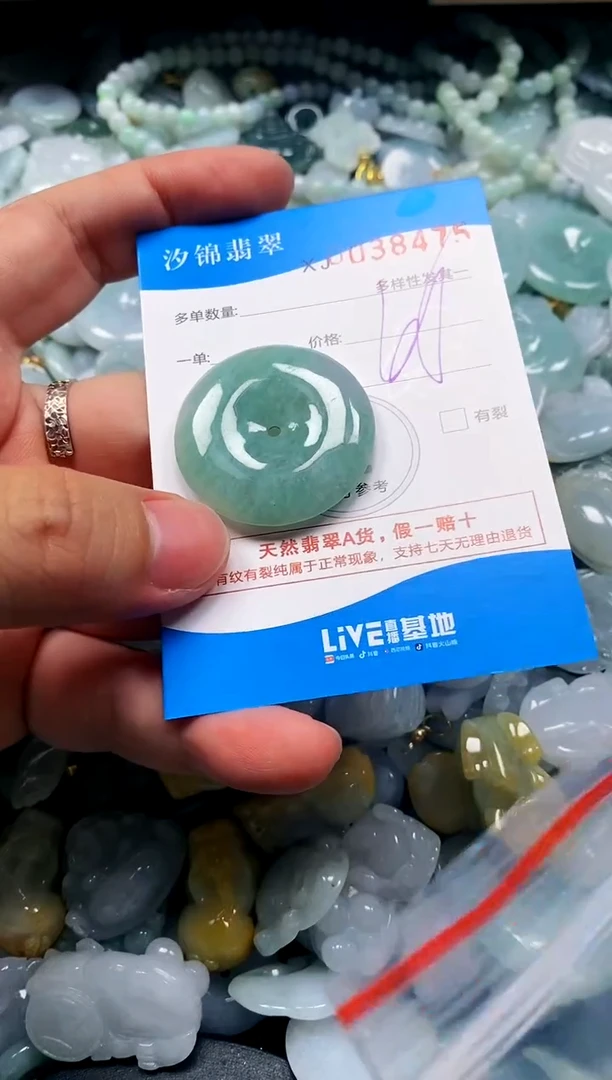 汐锦翡翠
XJ0038475
多样性发展一
多单数量:
价格:
一单:
有裂
参考
天然翡翠A货，假一赔十
有纹有裂纯属于正常现象，支持七天无理由退货
LiVE直播基地